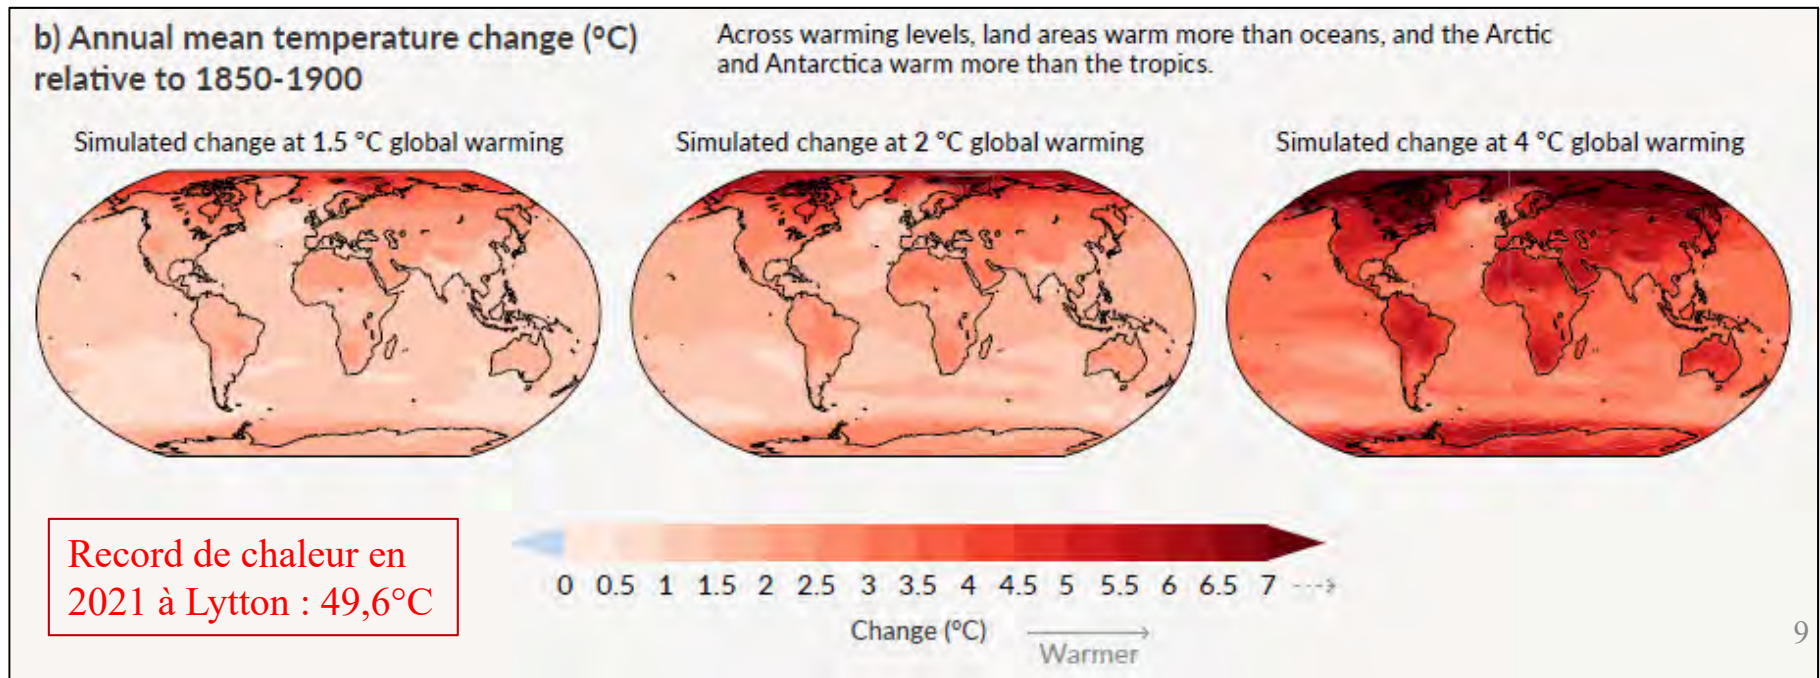 b) Annual mean temperature change (°C)
relative to 1850-1900
Across warming levels, land areas warm more than oceans, and the Arctic
and Antarctica warm more than the tropics.
Simulated change at 1.5 °C global warming
Simulated change at 2 °C global warming
Simulated change at 4 °C global warming
Record de chaleur en
2021 à Lytton : 49,6°C
0 0.5 1 1.5 2 2.5 3 3.5 4 4.5 5 5.5 6 6.5 7
Change (°C)
Warmer
9